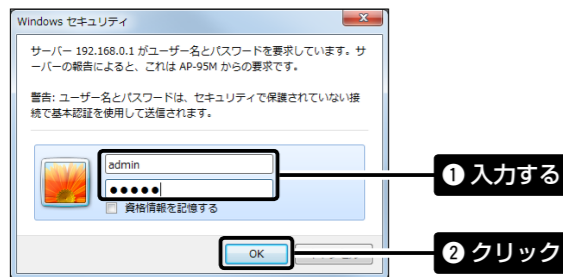 Windows セキュリティ
サーバー 192.168.0.1 がユーザー名とパスワードを要求しています。サ
ーバーの報告によると、これは AP-95M からの要求です。
警告: ユーザー名とパスワードは、セキュリティで保護されていない接
続で基本認証を使用して送信されます。
admin
●●●●●
❶ 入力する
資格情報を記憶する
OK
❷ クリック